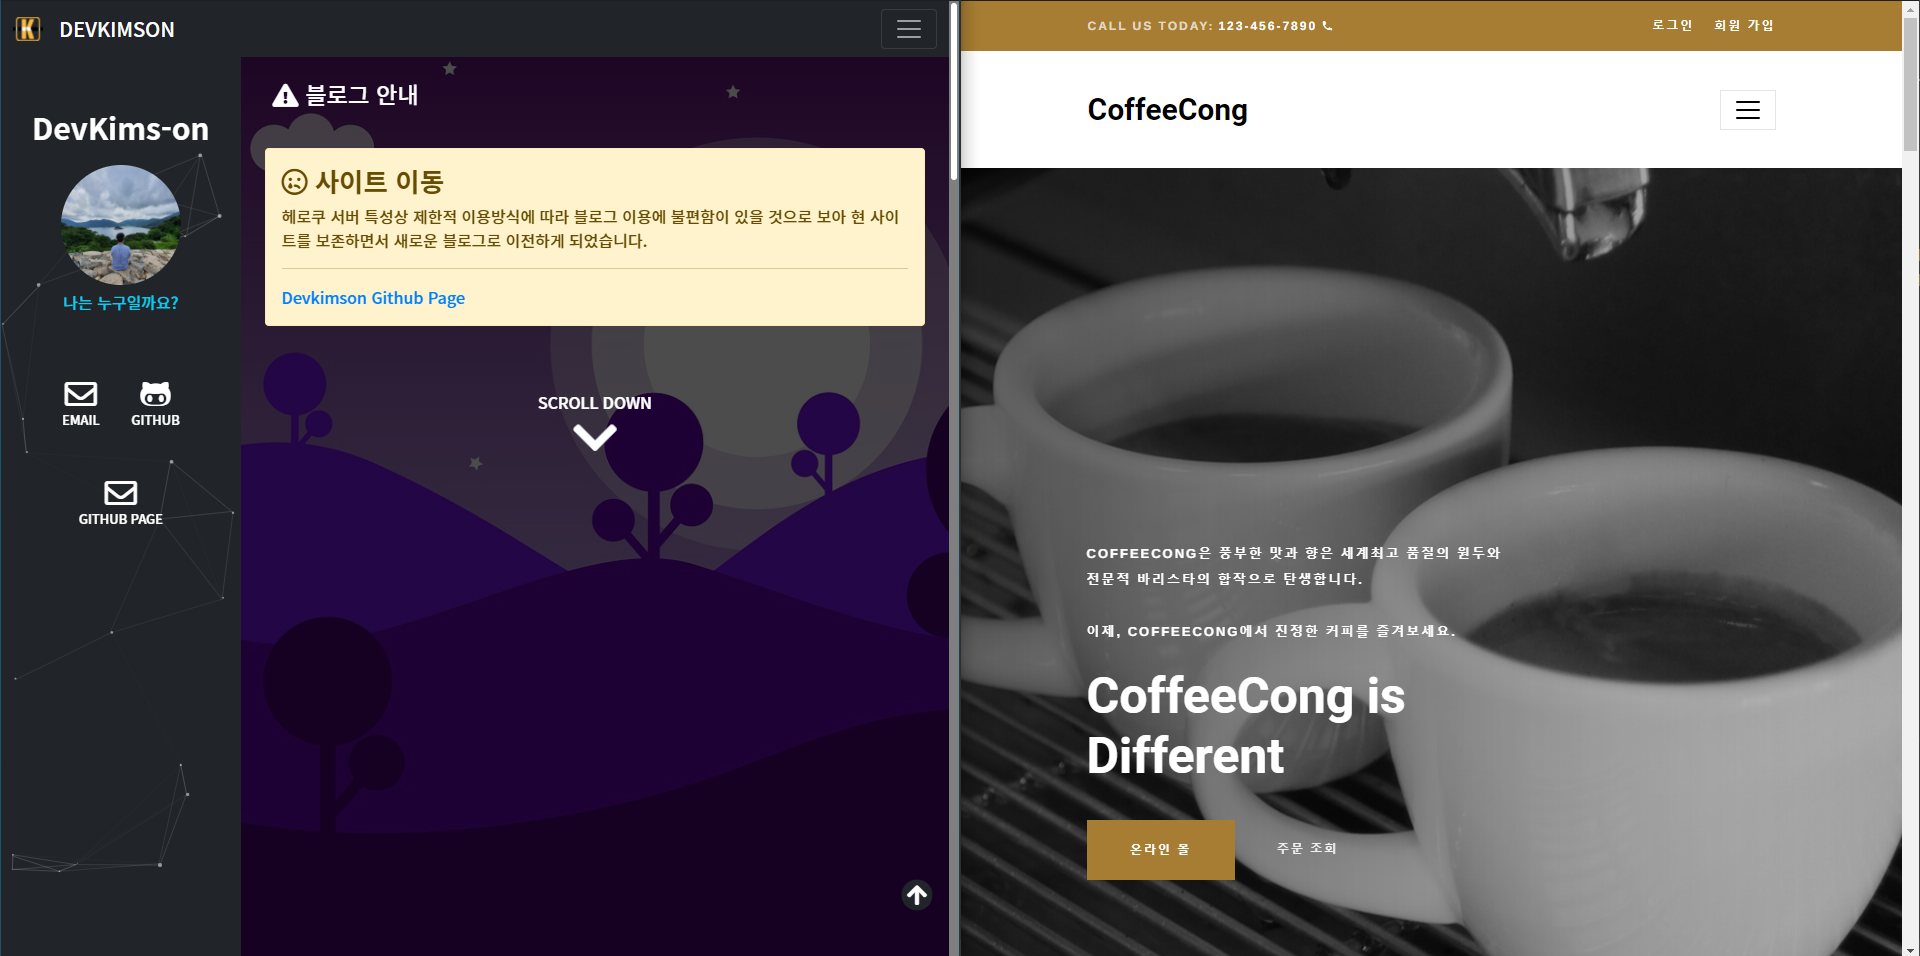 DEVKIMSON
DevKims-on
나는 누구일까요?
EMAIL
GITHUB
GITHUB PAGE
블로그 안내
사이트 이동
헤로쿠 서버 특성상 제한적 이용방식에 따라 블로그 이용에 불편함이 있을 것으로 보아 현 사이
트를 보존하면서 새로운 블로그로 이전하게 되었습니다.
Devkimson Github Page
SCROLL DOWN
CALL US TODAY: 123-456-7890
로그인
회원 가입
CoffeeCong
COFFEECONG은 풍부한 맛과 향은 세계최고 품질의 원두와
전문적 바리스타의 합작으로 탄생합니다.
이제, COFFEECONG에서 진정한 커피를 즐겨보세요.
CoffeeCong is
Different
온라인 몰
주문 조회